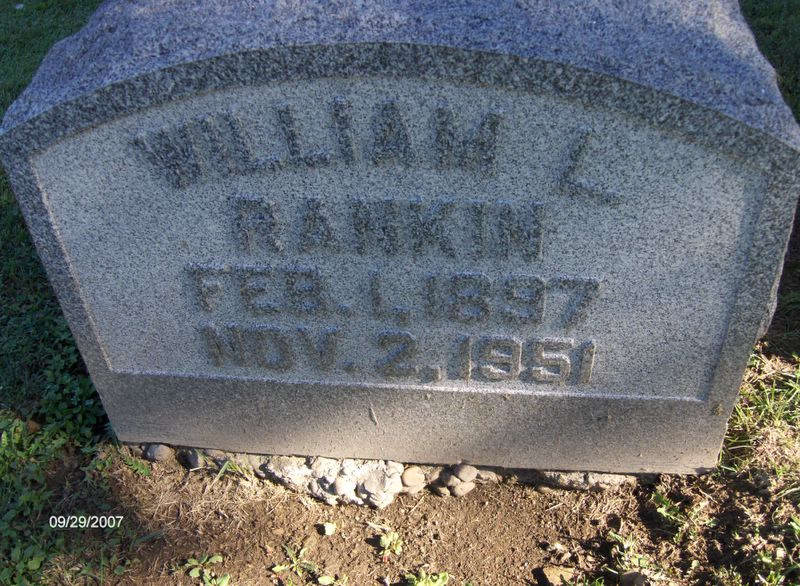 WILLIAM L
RANKIN
FEB. 1, 1897
NOV. 2, 1951
09/29/2007